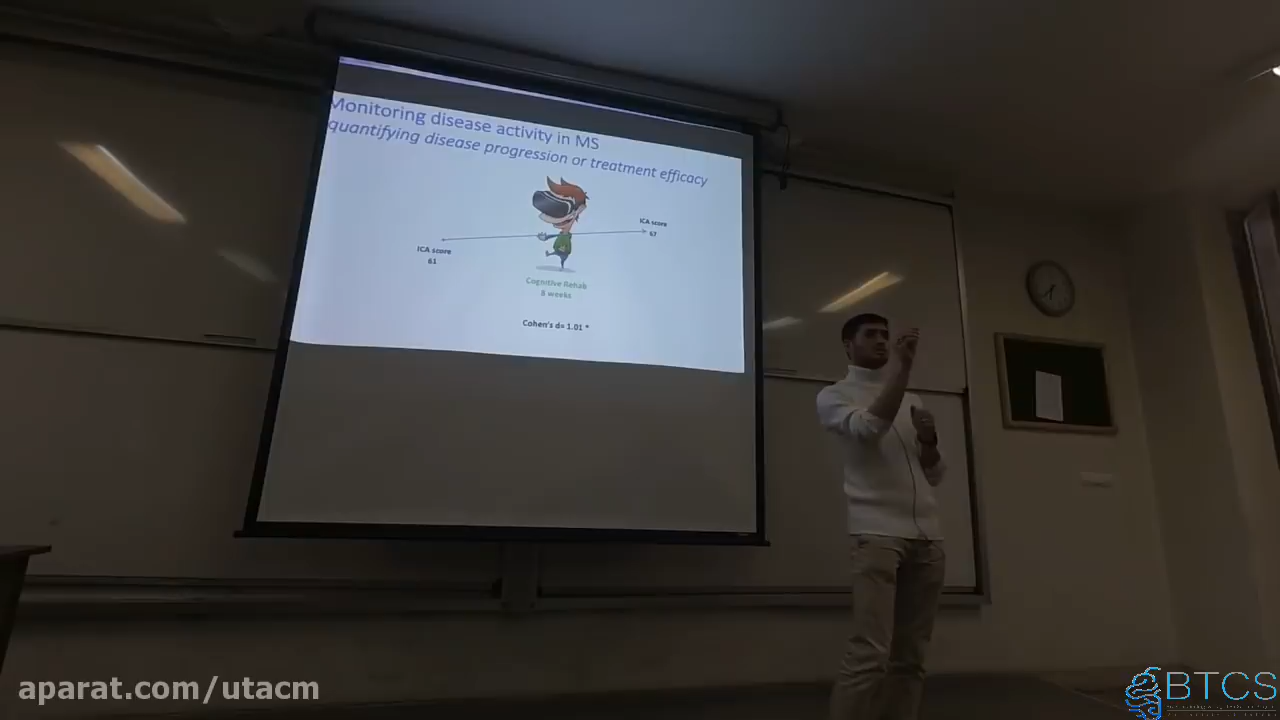 Monitoring disease activity in MS
quantifying disease progression or treatment efficacy
ICA score
67
ICA score
61
Cognitive Rehab
8 weeks
Cohen's d= 1.01 *
aparat.com/utacm
BTCS